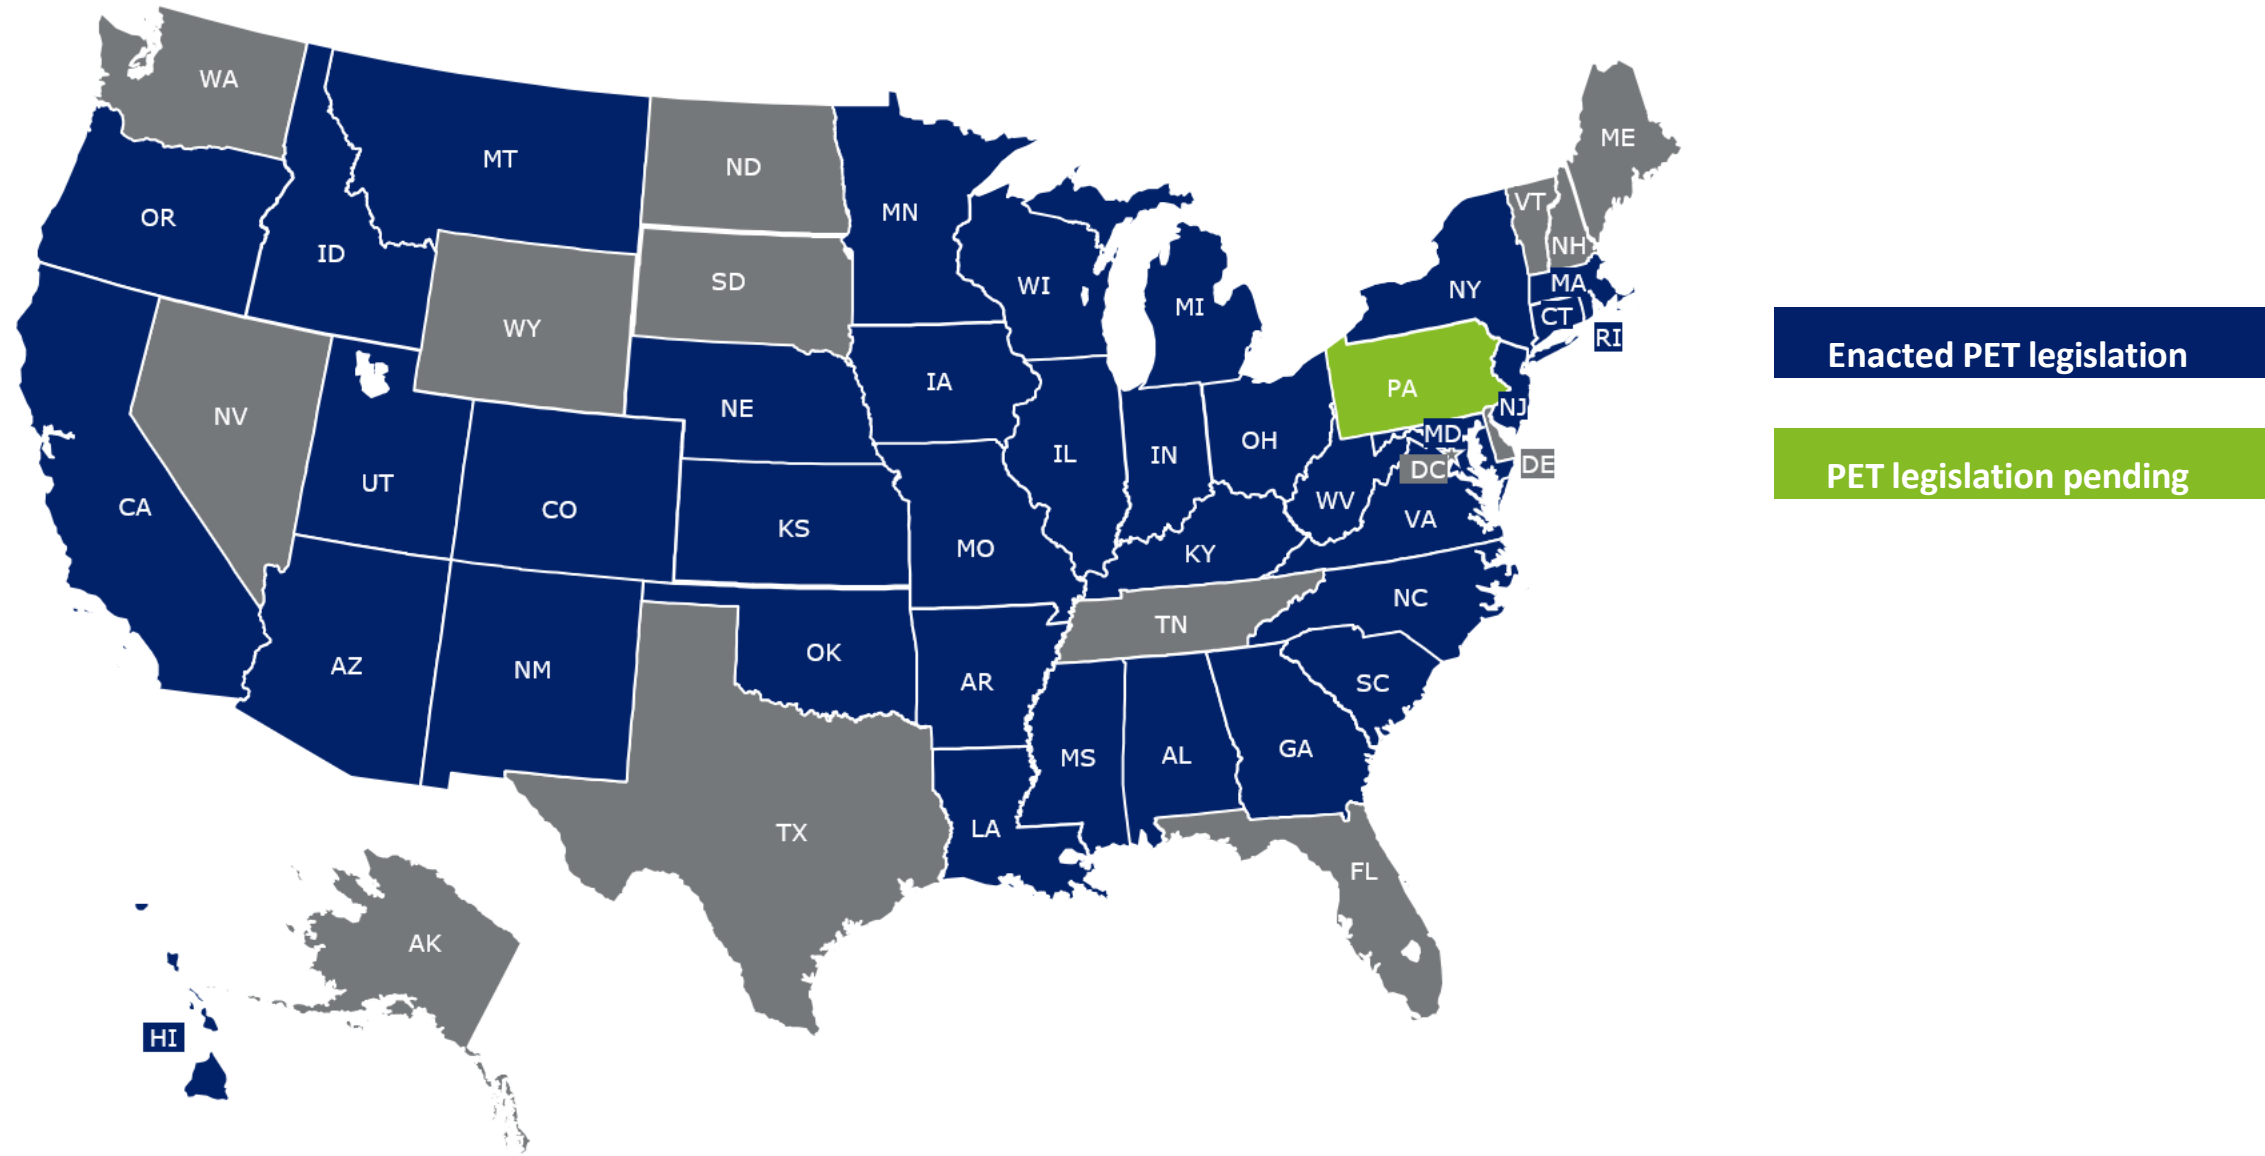 WA
MT
ND
ME
OR
ID
MN
VT
NH
SD
WI
NY
MA
MI
CT
WY
RI
Enacted PET legislation
IA
PA
NE
NV
NJ
OH
MD
IL
IN
DC
DE
PET legislation pending
UT
CA
CO
WV
VA
KS
MO
KY
NC
TN
AZ
NM
OK
AR
SC
MS
AL
GA
TX
LA
FL
AK
HI